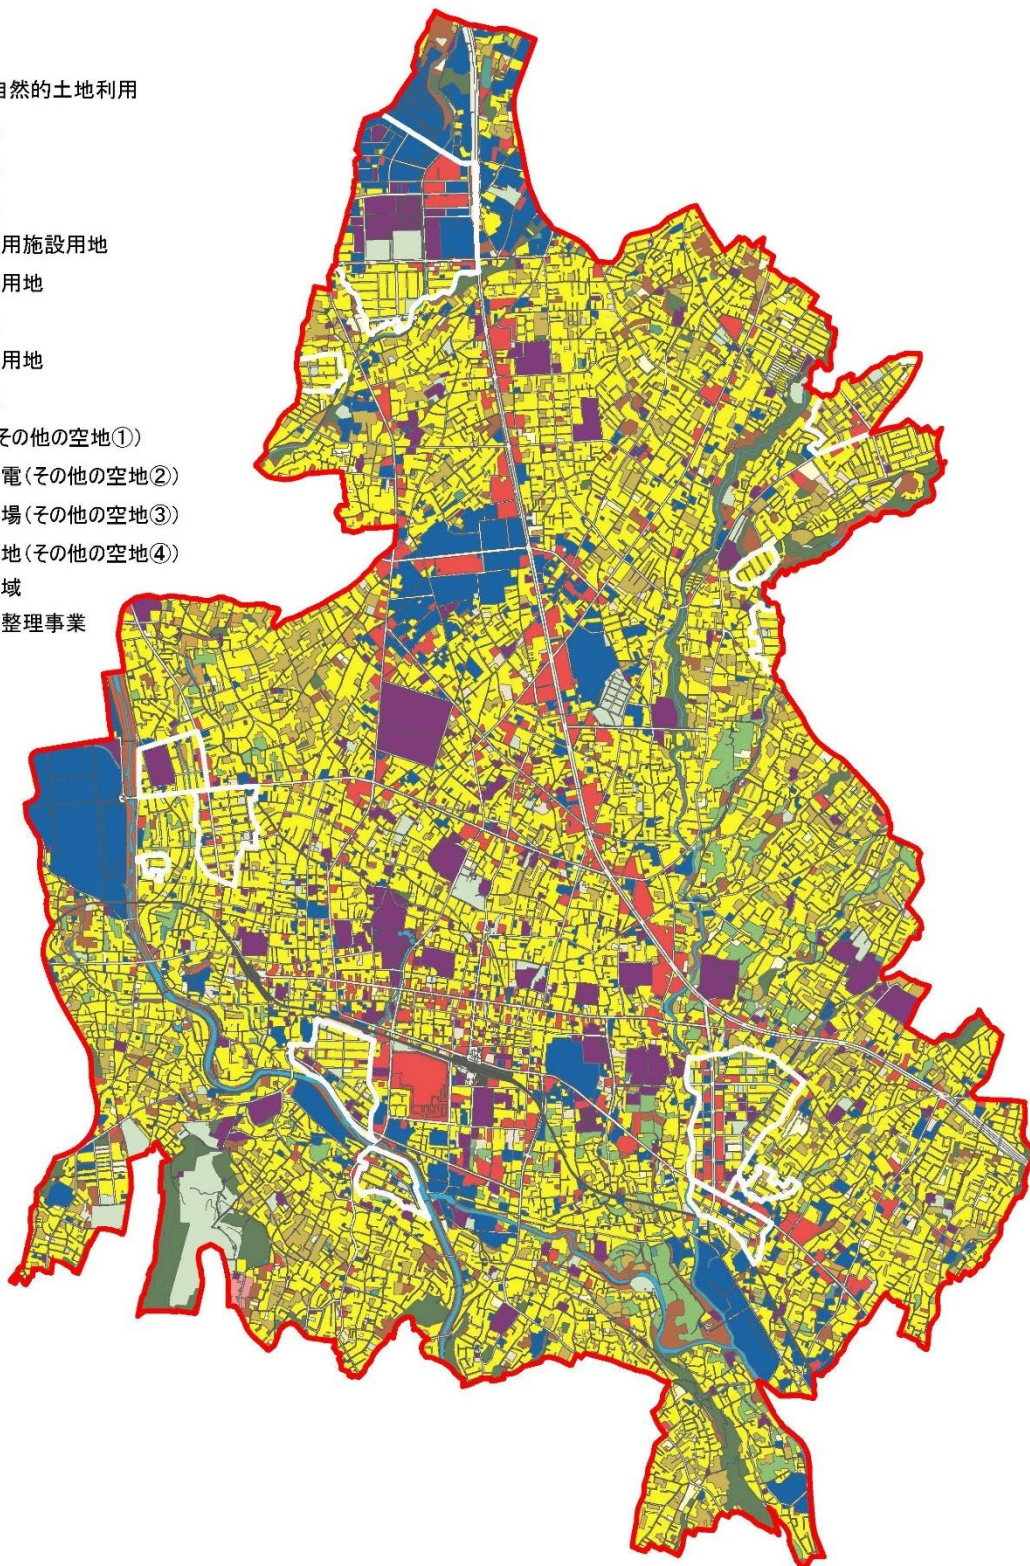 自然的土地利用
用施設用地
用地
用地
その他の空地①)
電(その他の空地②)
場(その他の空地③)
地(その他の空地④)
域
整理事業